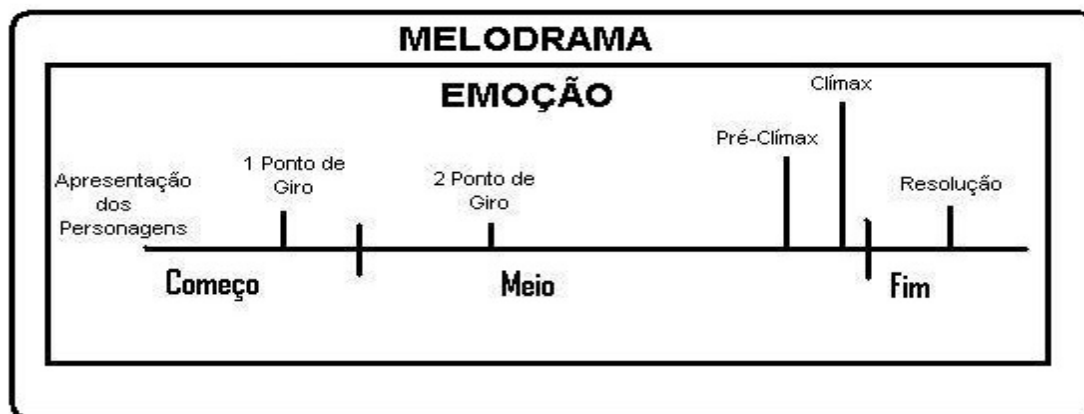 MELODRAMA
EMOÇÃO
Clímax
Pré-Clímax
1 Ponto de
Giro
2 Ponto de
Giro
Apresentação
dos
Personagens
Resolução
Começo
Meio
Fim